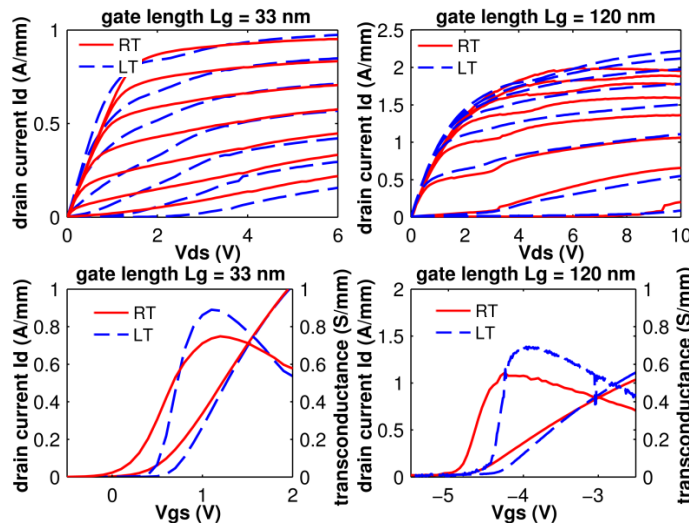 gate length Lg = 33 nm
drain current Id (A/mm)
1
0.5
0
RT
LT
0 2 4 6
Vds (V)
gate length Lg = 120 nm
drain current Id (A/mm)
2.5
2
1.5
1
0.5
0
RT
LT
0 2 4 6 8 10
Vds (V)
gate length Lg = 33 nm
drain current Id (A/mm)
1
0.8
0.6
0.4
0.2
0
RT
LT
0 1 2
Vgs (V)
1
0.8
0.6
0.4
0.2
0
transconductance (S/mm)
gate length Lg = 120 nm
drain current Id (A/mm)
2
1.5
1
0.5
0
RT
LT
−5 −4 −3
Vgs (V)
1
0.8
0.6
0.4
0.2
0
transconductance (S/mm)